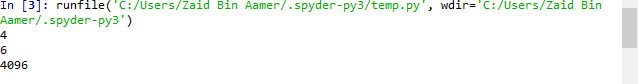 In [3]: runfile('C:/Users/Zaid Bin Aamer/.spyder-py3/temp.py', wdir='C:/Users/Zaid Bin
Aamer/.spyder-py3')
4
6
4096